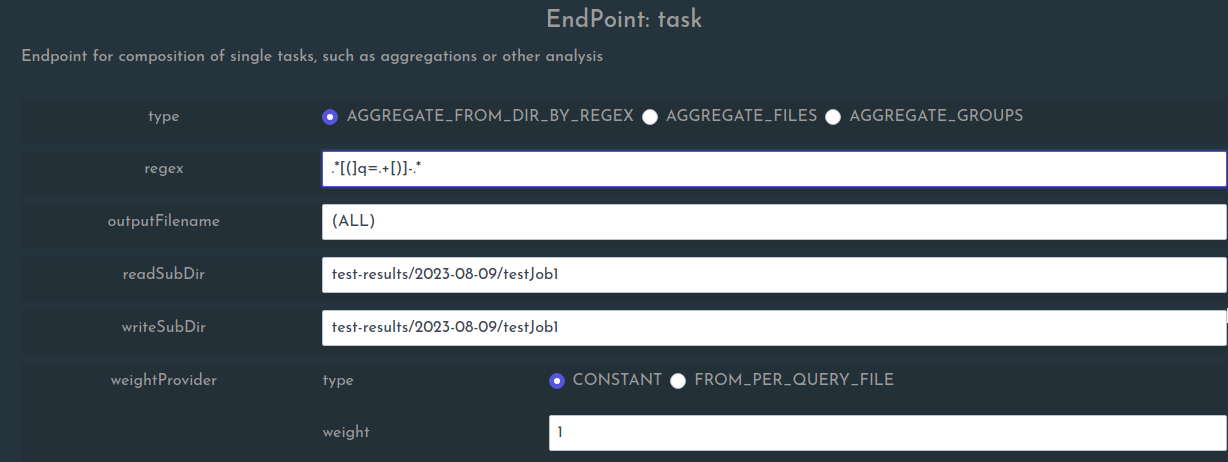 EndPoint: task
Endpoint for composition of single tasks, such as aggregations or other analysis
type AGGREGATE_FROM_DIR_BY_REGEX AGGREGATE_FILES AGGREGATE_GROUPS
regex .*[(]q=.+[)]-.*
outputFilename (ALL)
readSubDir test-results/2023-08-09/testJob1
writeSubDir test-results/2023-08-09/testJob1
weightProvider type CONSTANT FROM_PER_QUERY_FILE
weight 1